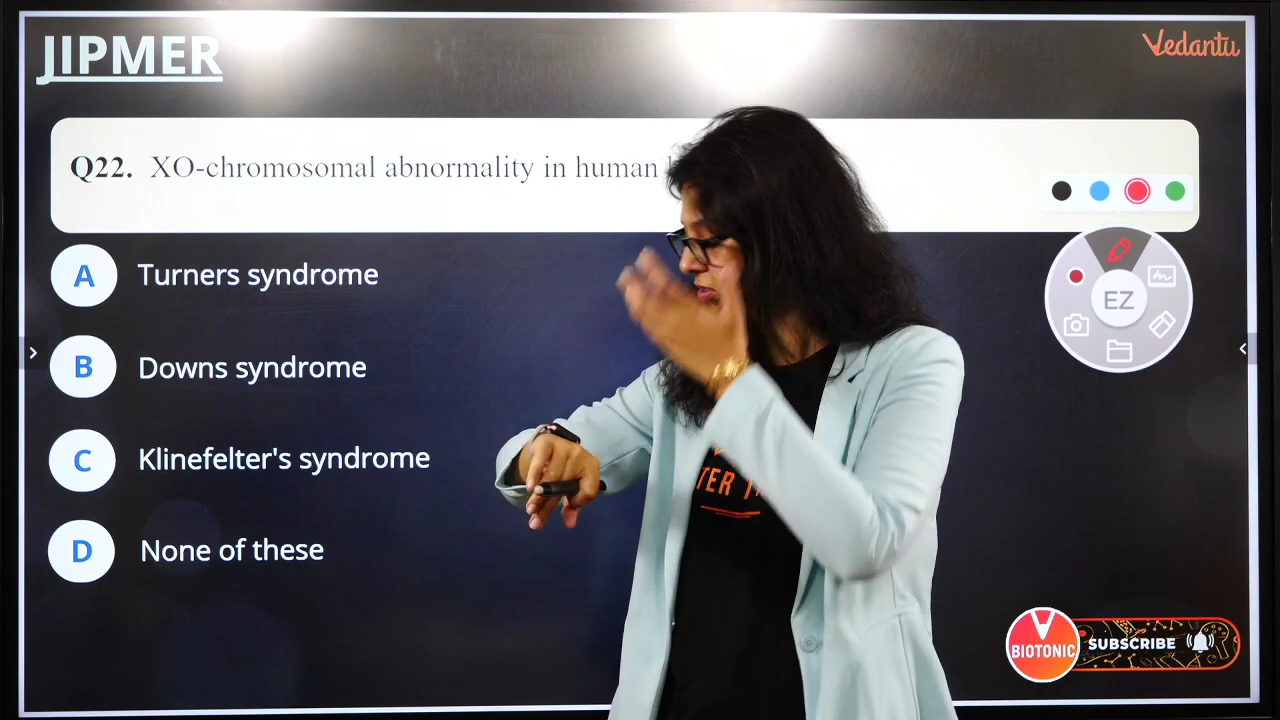 JIPMER
Vedantu
Q22. XO-chromosomal abnormality in human
A Turners syndrome
EZ
B Downs syndrome
C Klinefelter's syndrome
TER
D None of these
BIOTONIC SUBSCRIBE